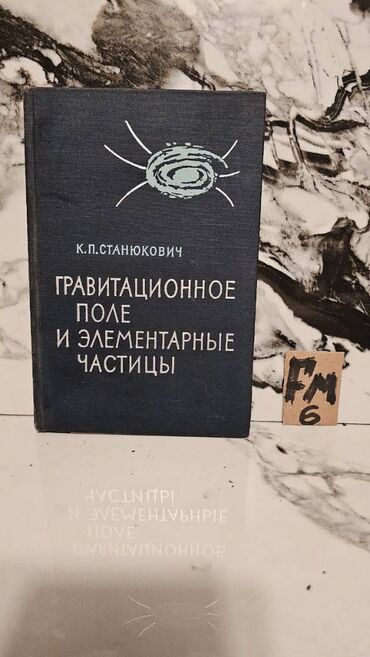 К.П.СТАНЮКОВИЧ
ГРАВИТАЦИОННОЕ
ПОЛЕ
И ЭЛЕМЕНТАРНЫЕ
ЧАСТИЦЫ
FM
6